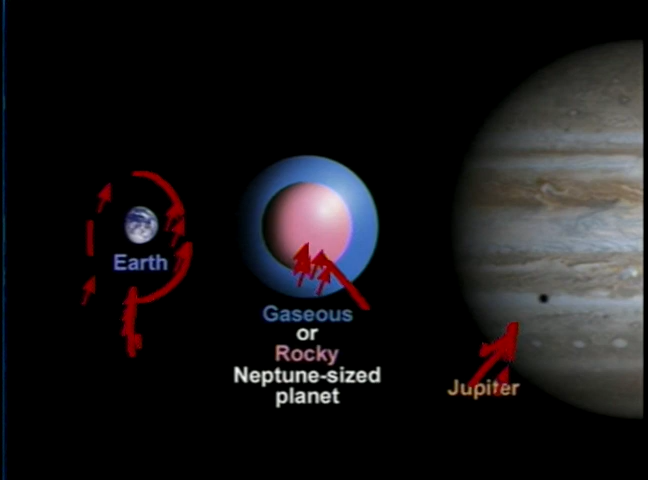 Earth
Gaseous
or
Rocky
Neptune-sized
planet
Jupiter